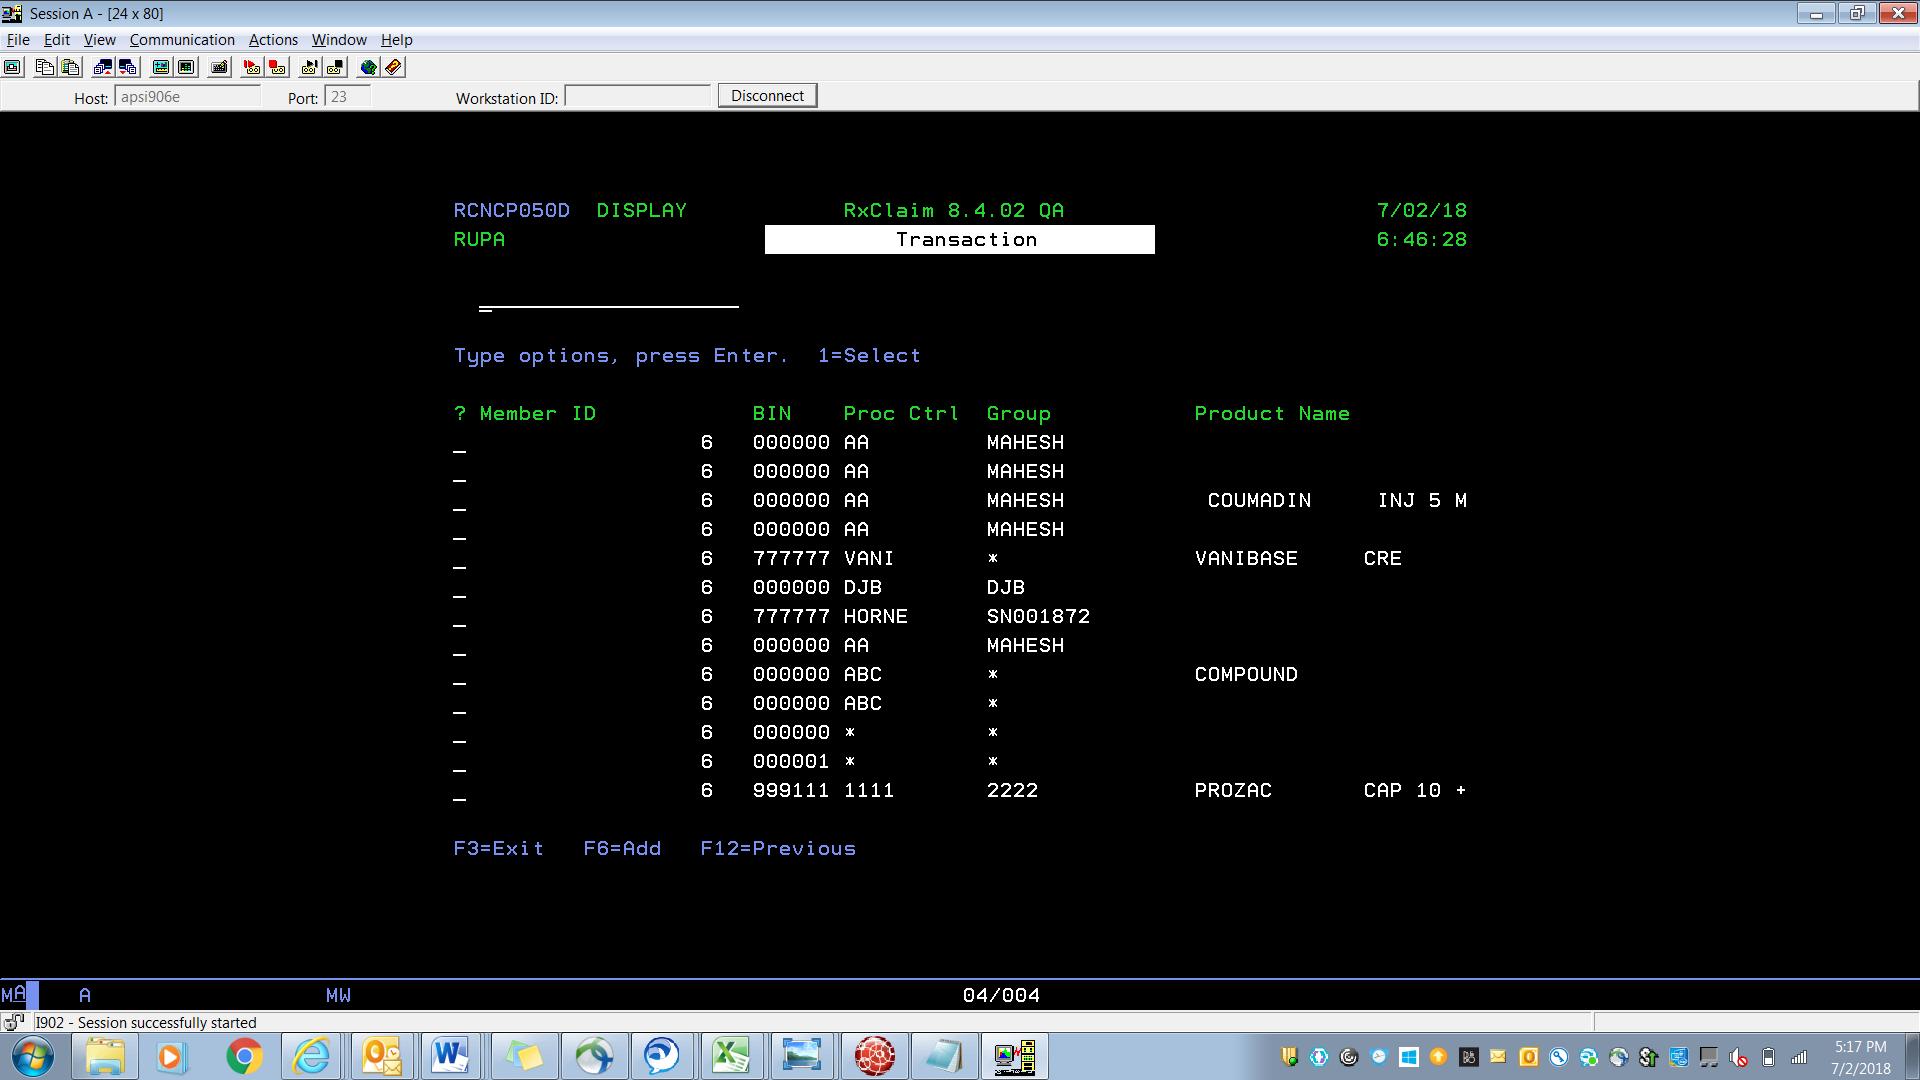 Session A - [24 x 80]
File Edit View Communication Actions Window Help
Host: apsi906e Port: 23 Workstation ID: Disconnect
RCNCP050D DISPLAY RxClaim 8.4.02 QA 7/02/18
RUPA Transaction 6:46:28
Type options, press Enter. 1=Select
? Member ID BIN Proc Ctrl Group Product Name
_ 6 000000 AA MAHESH
_ 6 000000 AA MAHESH
_ 6 000000 AA MAHESH COUMADIN INJ 5 M
_ 6 000000 AA MAHESH
_ 6 777777 VANI * VANIBASE CRE
_ 6 000000 DJB DJB
_ 6 777777 HORNE SN001872
_ 6 000000 AA MAHESH
_ 6 000000 ABC * COMPOUND
_ 6 000000 ABC *
_ 6 000000 * *
_ 6 000001 * *
_ 6 999111 1111 2222 PROZAC CAP 10 +
F3=Exit F6=Add F12=Previous
MA A MW 04/004
I902 - Session successfully started
5:17 PM
7/2/2018